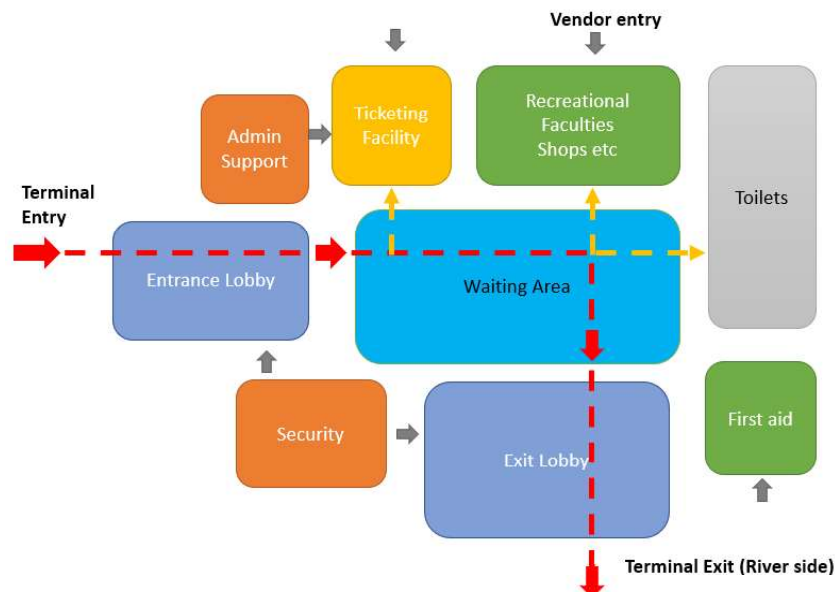 Vendor entry
Ticketing
Facility
Recreational
Faculties
Shops etc
Admin
Support
Toilets
Terminal
Entry
Entrance Lobby
Waiting Area
Security
Exit Lobby
First aid
Terminal Exit (River side)